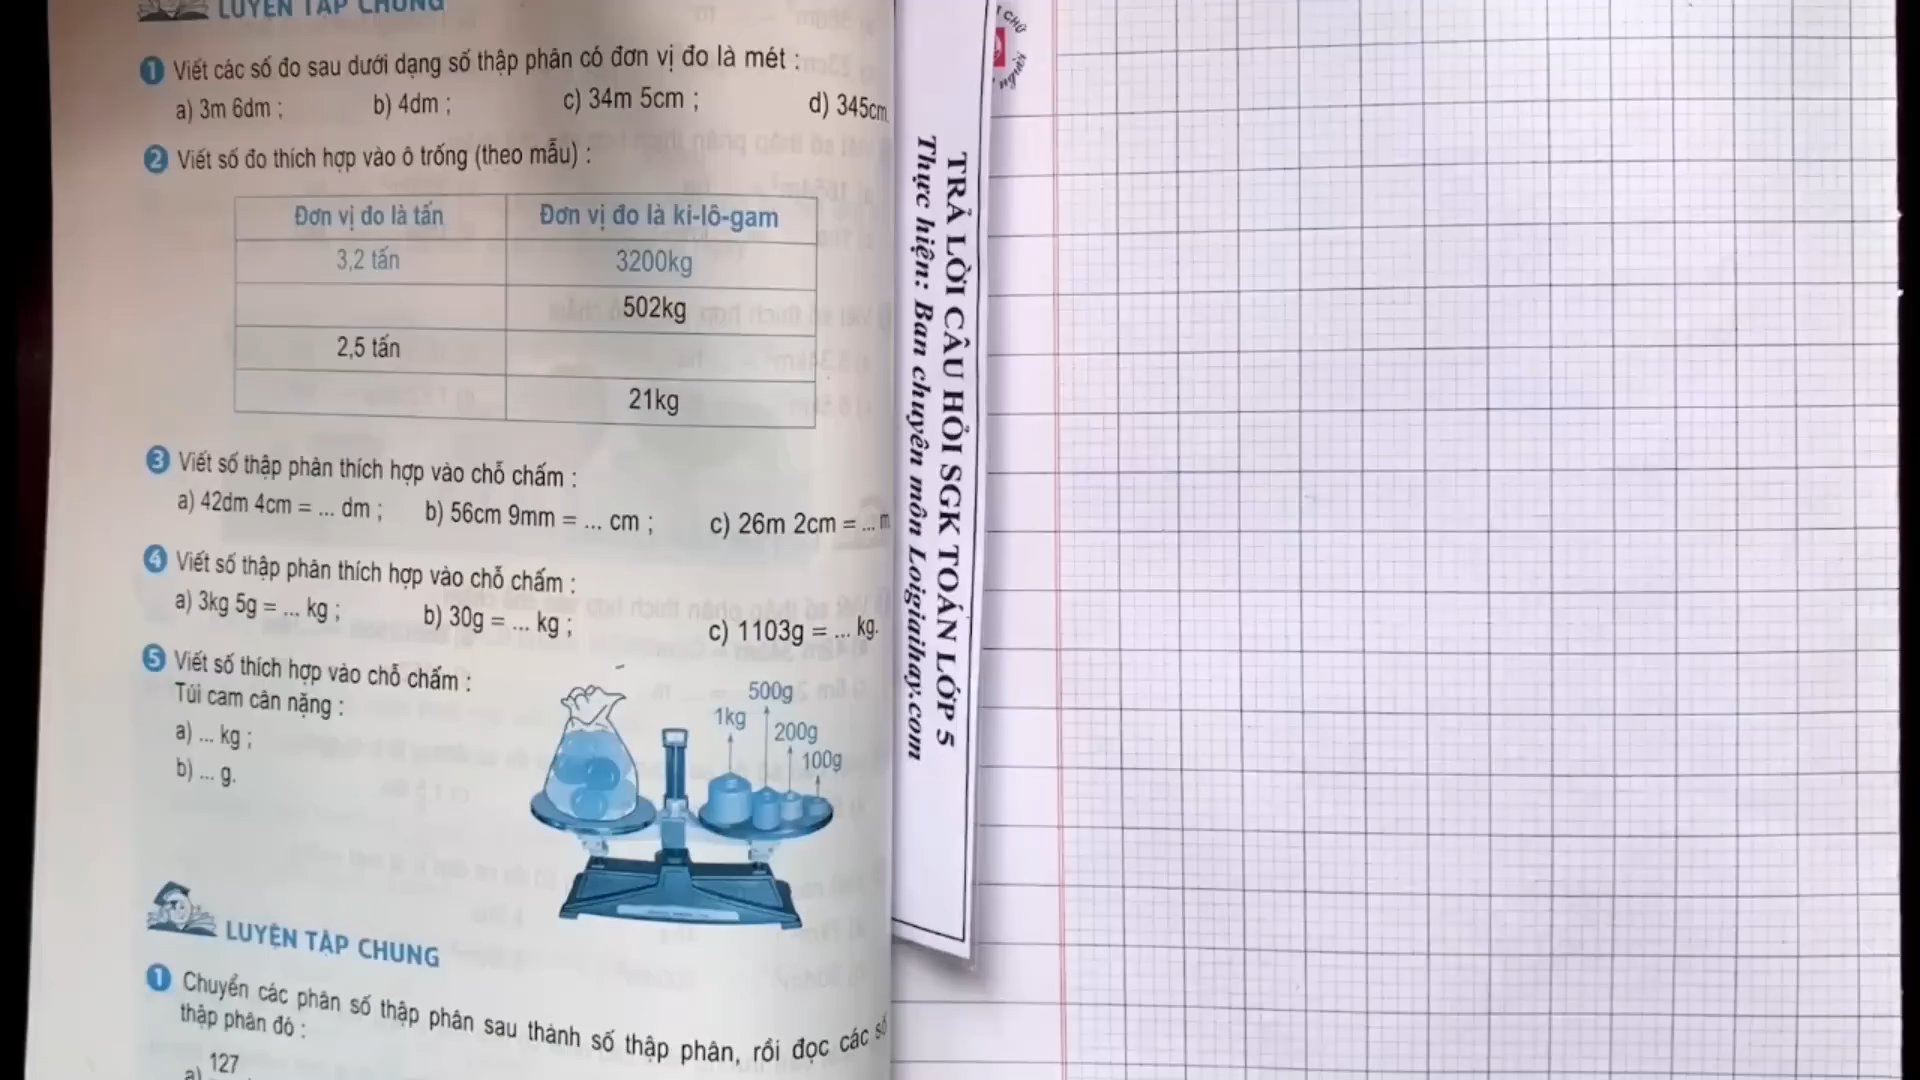 LUYỆN TẬP CHUNG
1 Viết các số đo sau dưới dạng số thập phân có đơn vị đo là mét :
a) 3m 6dm ; b) 4dm ; c) 34m 5cm ; d) 345cm.
2 Viết số đo thích hợp vào ô trống (theo mẫu) :
Đơn vị đo là tấn Đơn vị đo là ki-lô-gam
3,2 tấn 3200kg
502kg
2,5 tấn
21kg
3 Viết số thập phân thích hợp vào chỗ chấm :
a) 42dm 4cm = ... dm ; b) 56cm 9mm = ... cm ; c) 26m 2cm = ... m
4 Viết số thập phân thích hợp vào chỗ chấm :
a) 3kg 5g = ... kg ; b) 30g = ... kg ; c) 1103g = ... kg.
5 Viết số thích hợp vào chỗ chấm :
Túi cam cân nặng :
a) ... kg ;
b) ... g.
500g
1kg
200g
100g
LUYỆN TẬP CHUNG
1 Chuyển các phân số thập phân sau thành số thập phân, rồi đọc các số
thập phân đó :
a) 127
TRẢ LỜI CÂU HỎI SGK TOÁN LỚP 5
Thực hiện: Ban chuyên môn Loigiaihay.com
CHỮ
người